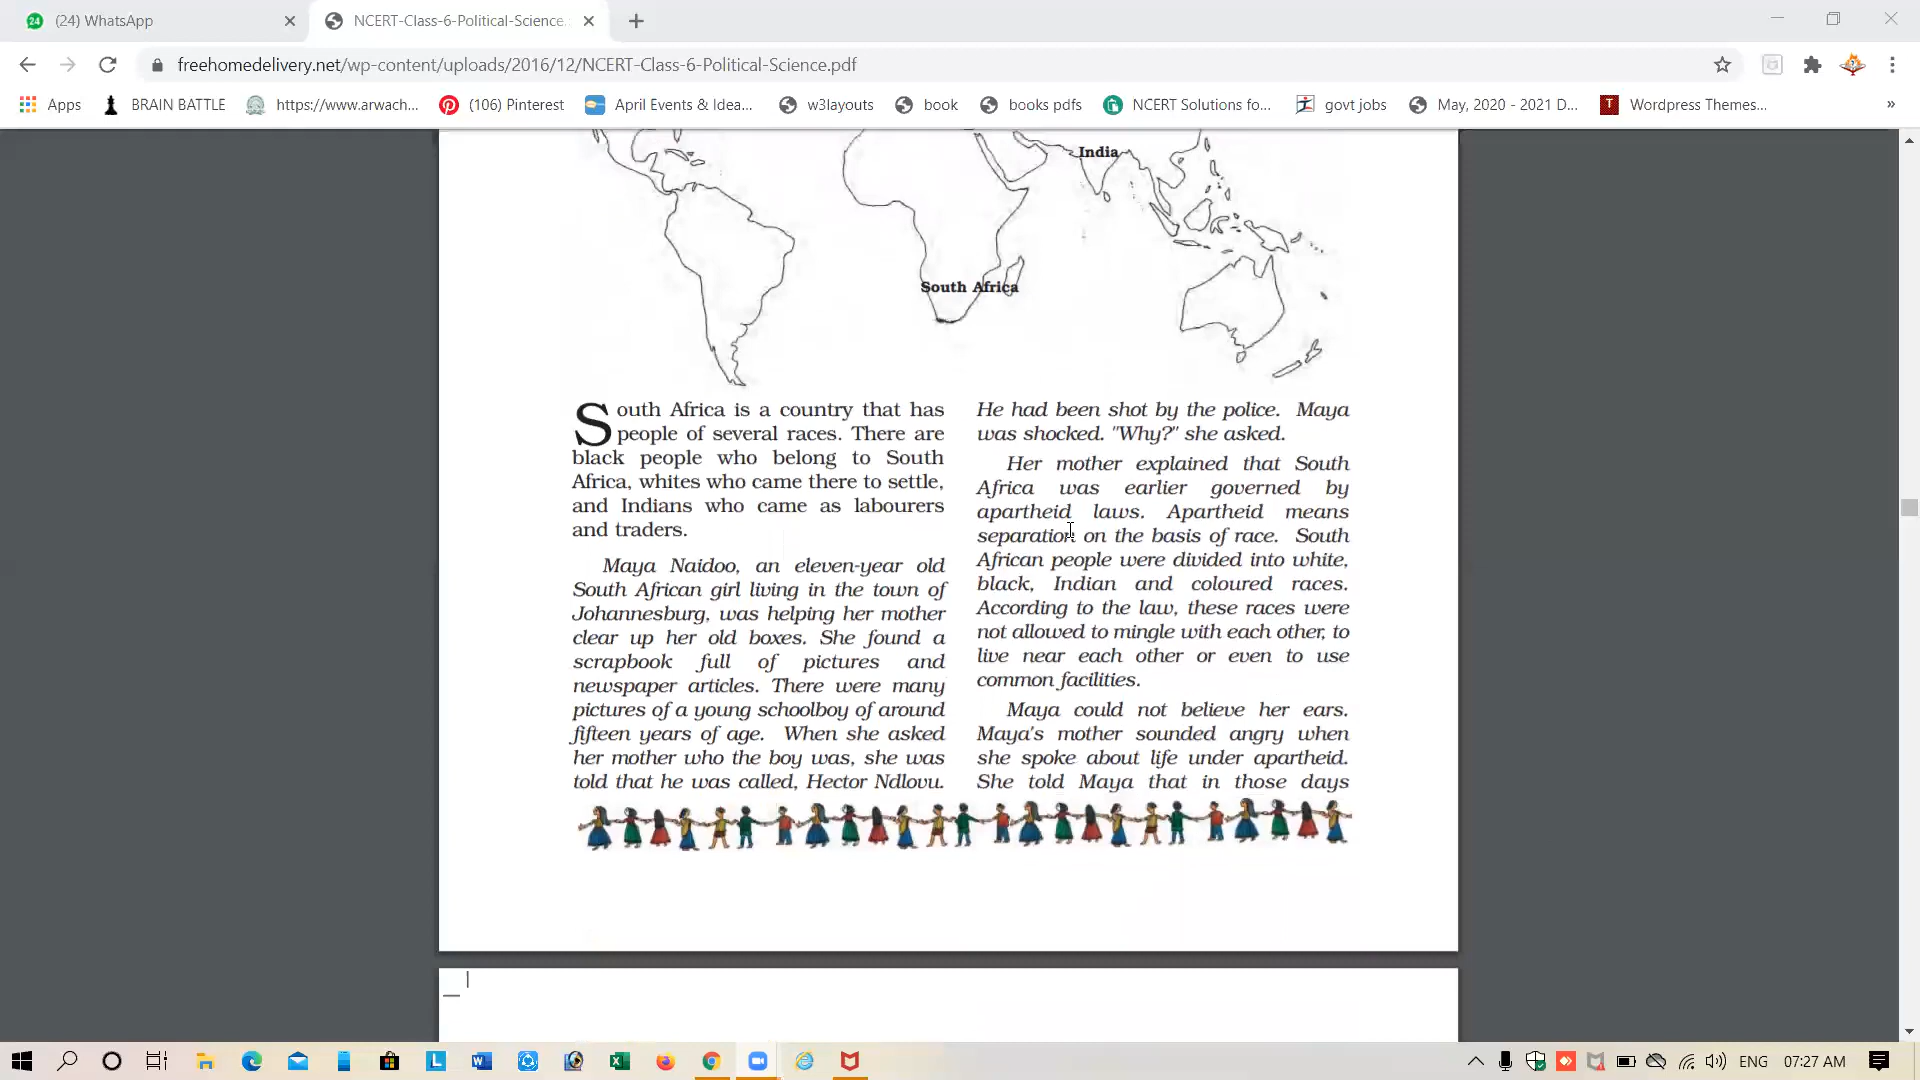 (24) WhatsApp
NCERT-Class-6-Political-Science
freehomedelivery.net/wp-content/uploads/2016/12/NCERT-Class-6-Political-Science.pdf
Apps
BRAIN BATTLE
https://www.arwach...
(106) Pinterest
April Events & Idea...
w3layouts
book
books pdfs
NCERT Solutions fo...
govt jobs
May, 2020 - 2021 D...
Wordpress Themes...
»
India
South Africa
South Africa is a country that has
people of several races. There are
black people who belong to South
Africa, whites who came there to settle,
and Indians who came as labourers
and traders.
Maya Naidoo, an eleven-year old
South African girl living in the town of
Johannesburg, was helping her mother
clear up her old boxes. She found a
scrapbook full of pictures and
newspaper articles. There were many
pictures of a young schoolboy of around
fifteen years of age. When she asked
her mother who the boy was, she was
told that he was called, Hector Ndlovu.
He had been shot by the police. Maya
was shocked. "Why?" she asked.
Her mother explained that South
Africa was earlier governed by
apartheid laws. Apartheid means
separation on the basis of race. South
African people were divided into white,
black, Indian and coloured races.
According to the law, these races were
not allowed to mingle with each other, to
live near each other or even to use
common facilities.
Maya could not believe her ears.
Maya's mother sounded angry when
she spoke about life under apartheid.
She told Maya that in those days
ENG
07:27 AM